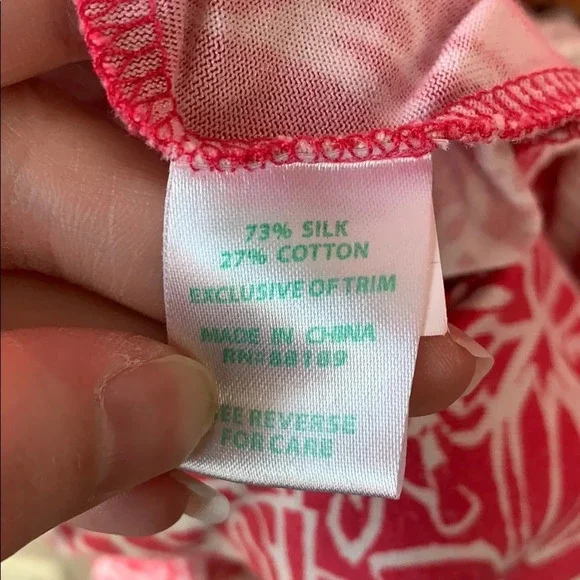 73% SILK
27% COTTON
EXCLUSIVE OF TRIM
MADE IN CHINA
RN#88189
SEE REVERSE
FOR CARE